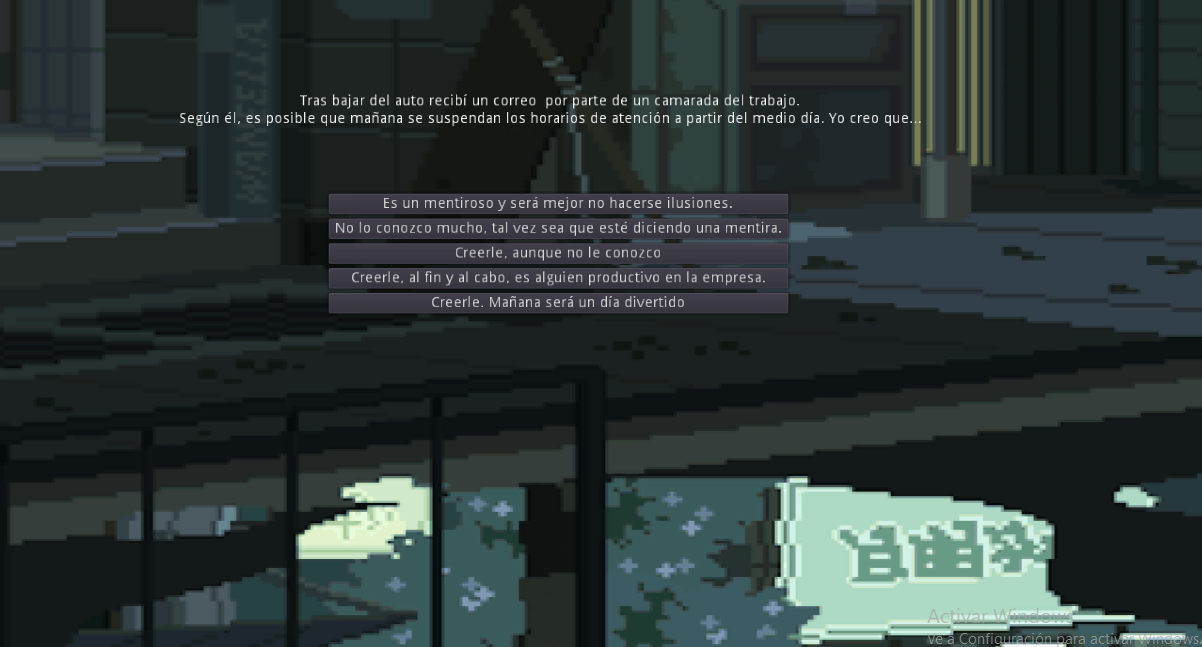 Tras bajar del auto recibí un correo  por parte de un camarada del trabajo.
Según él, es posible que mañana se suspendan los horarios de atención a partir del medio día. Yo creo que...
Es un mentiroso y será mejor no hacerse ilusiones.
No lo conozco mucho, tal vez sea que esté diciendo una mentira.
Creerle, aunque no le conozco
Creerle, al fin y al cabo, es alguien productivo en la empresa.
Creerle. Mañana será un día divertido
Activar Windows
Ve a Configuración para activar Windows.